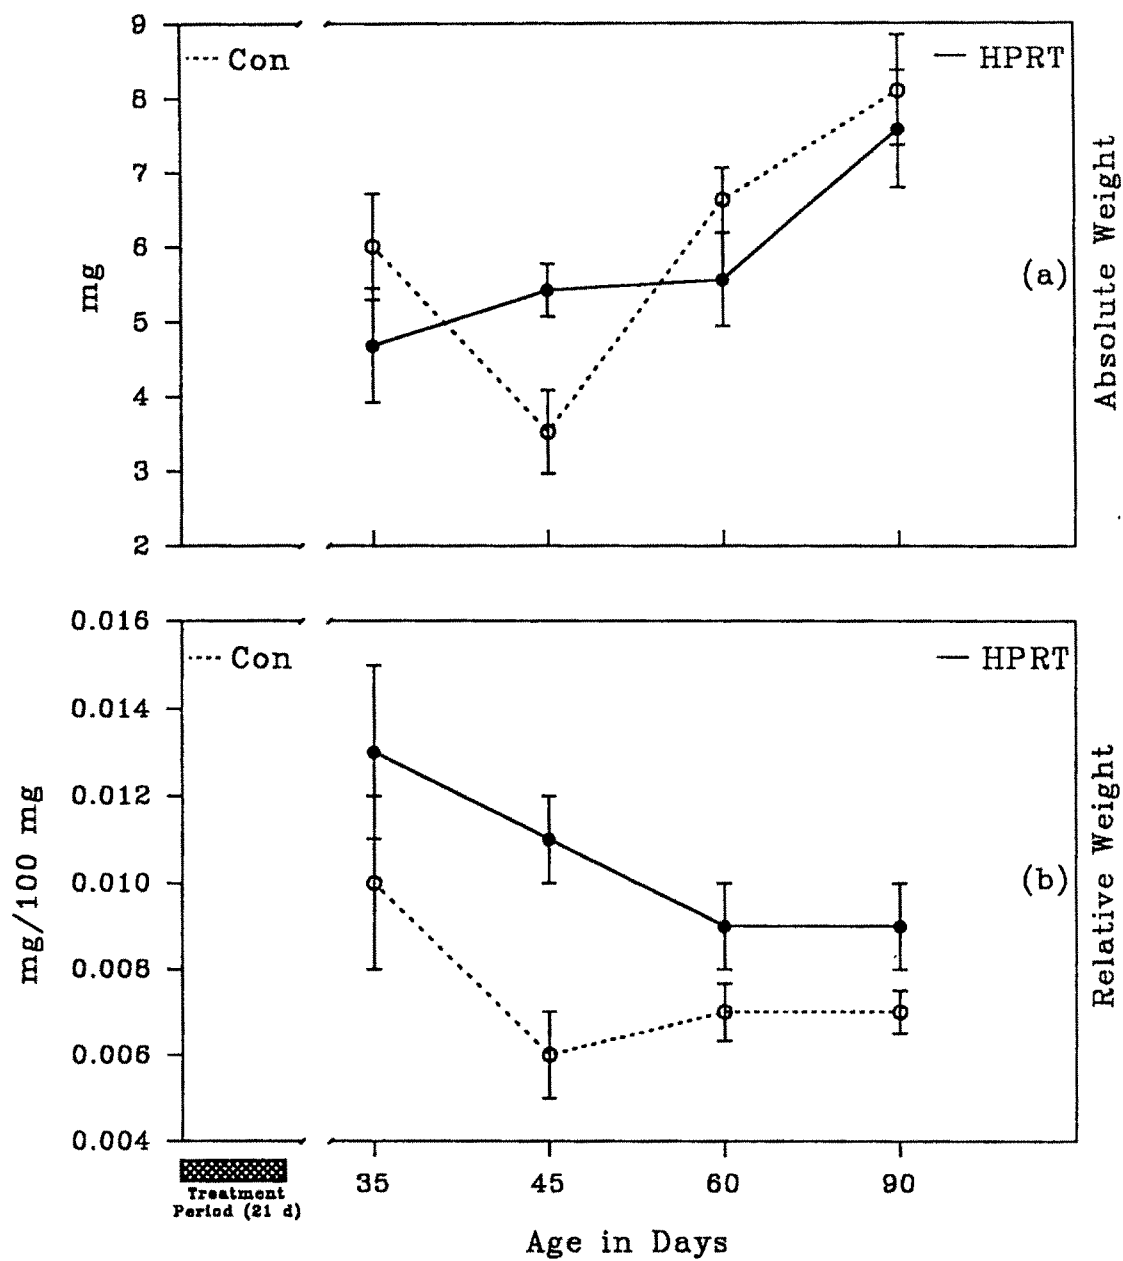 9
Con
HPRT
8
7
6
5
4
3
2
mg
(a)
Absolute Weight
0.016
Con
HPRT
0.014
0.012
0.010
0.008
0.006
0.004
mg/100 mg
(b)
Relative Weight
35 45 60 90
Treatment
Period (21 d)
Age in Days